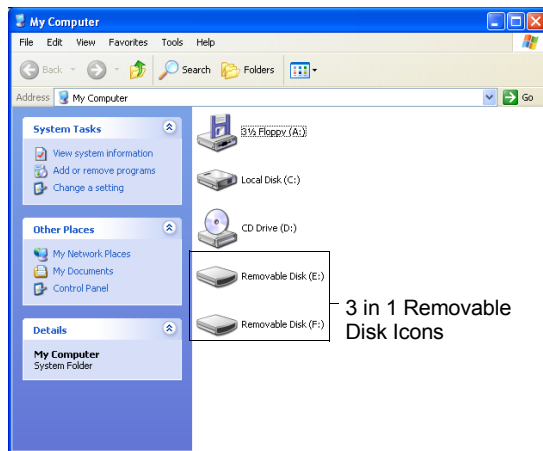 My Computer
File Edit View Favorites Tools Help
Back Search Folders
Address My Computer Go
System Tasks
View system information
Add or remove programs
Change a setting
Other Places
My Network Places
My Documents
Control Panel
Details
My Computer
System Folder
3½ Floppy (A:)
Local Disk (C:)
CD Drive (D:)
Removable Disk (E:)
Removable Disk (F:)
3 in 1 Removable
Disk Icons